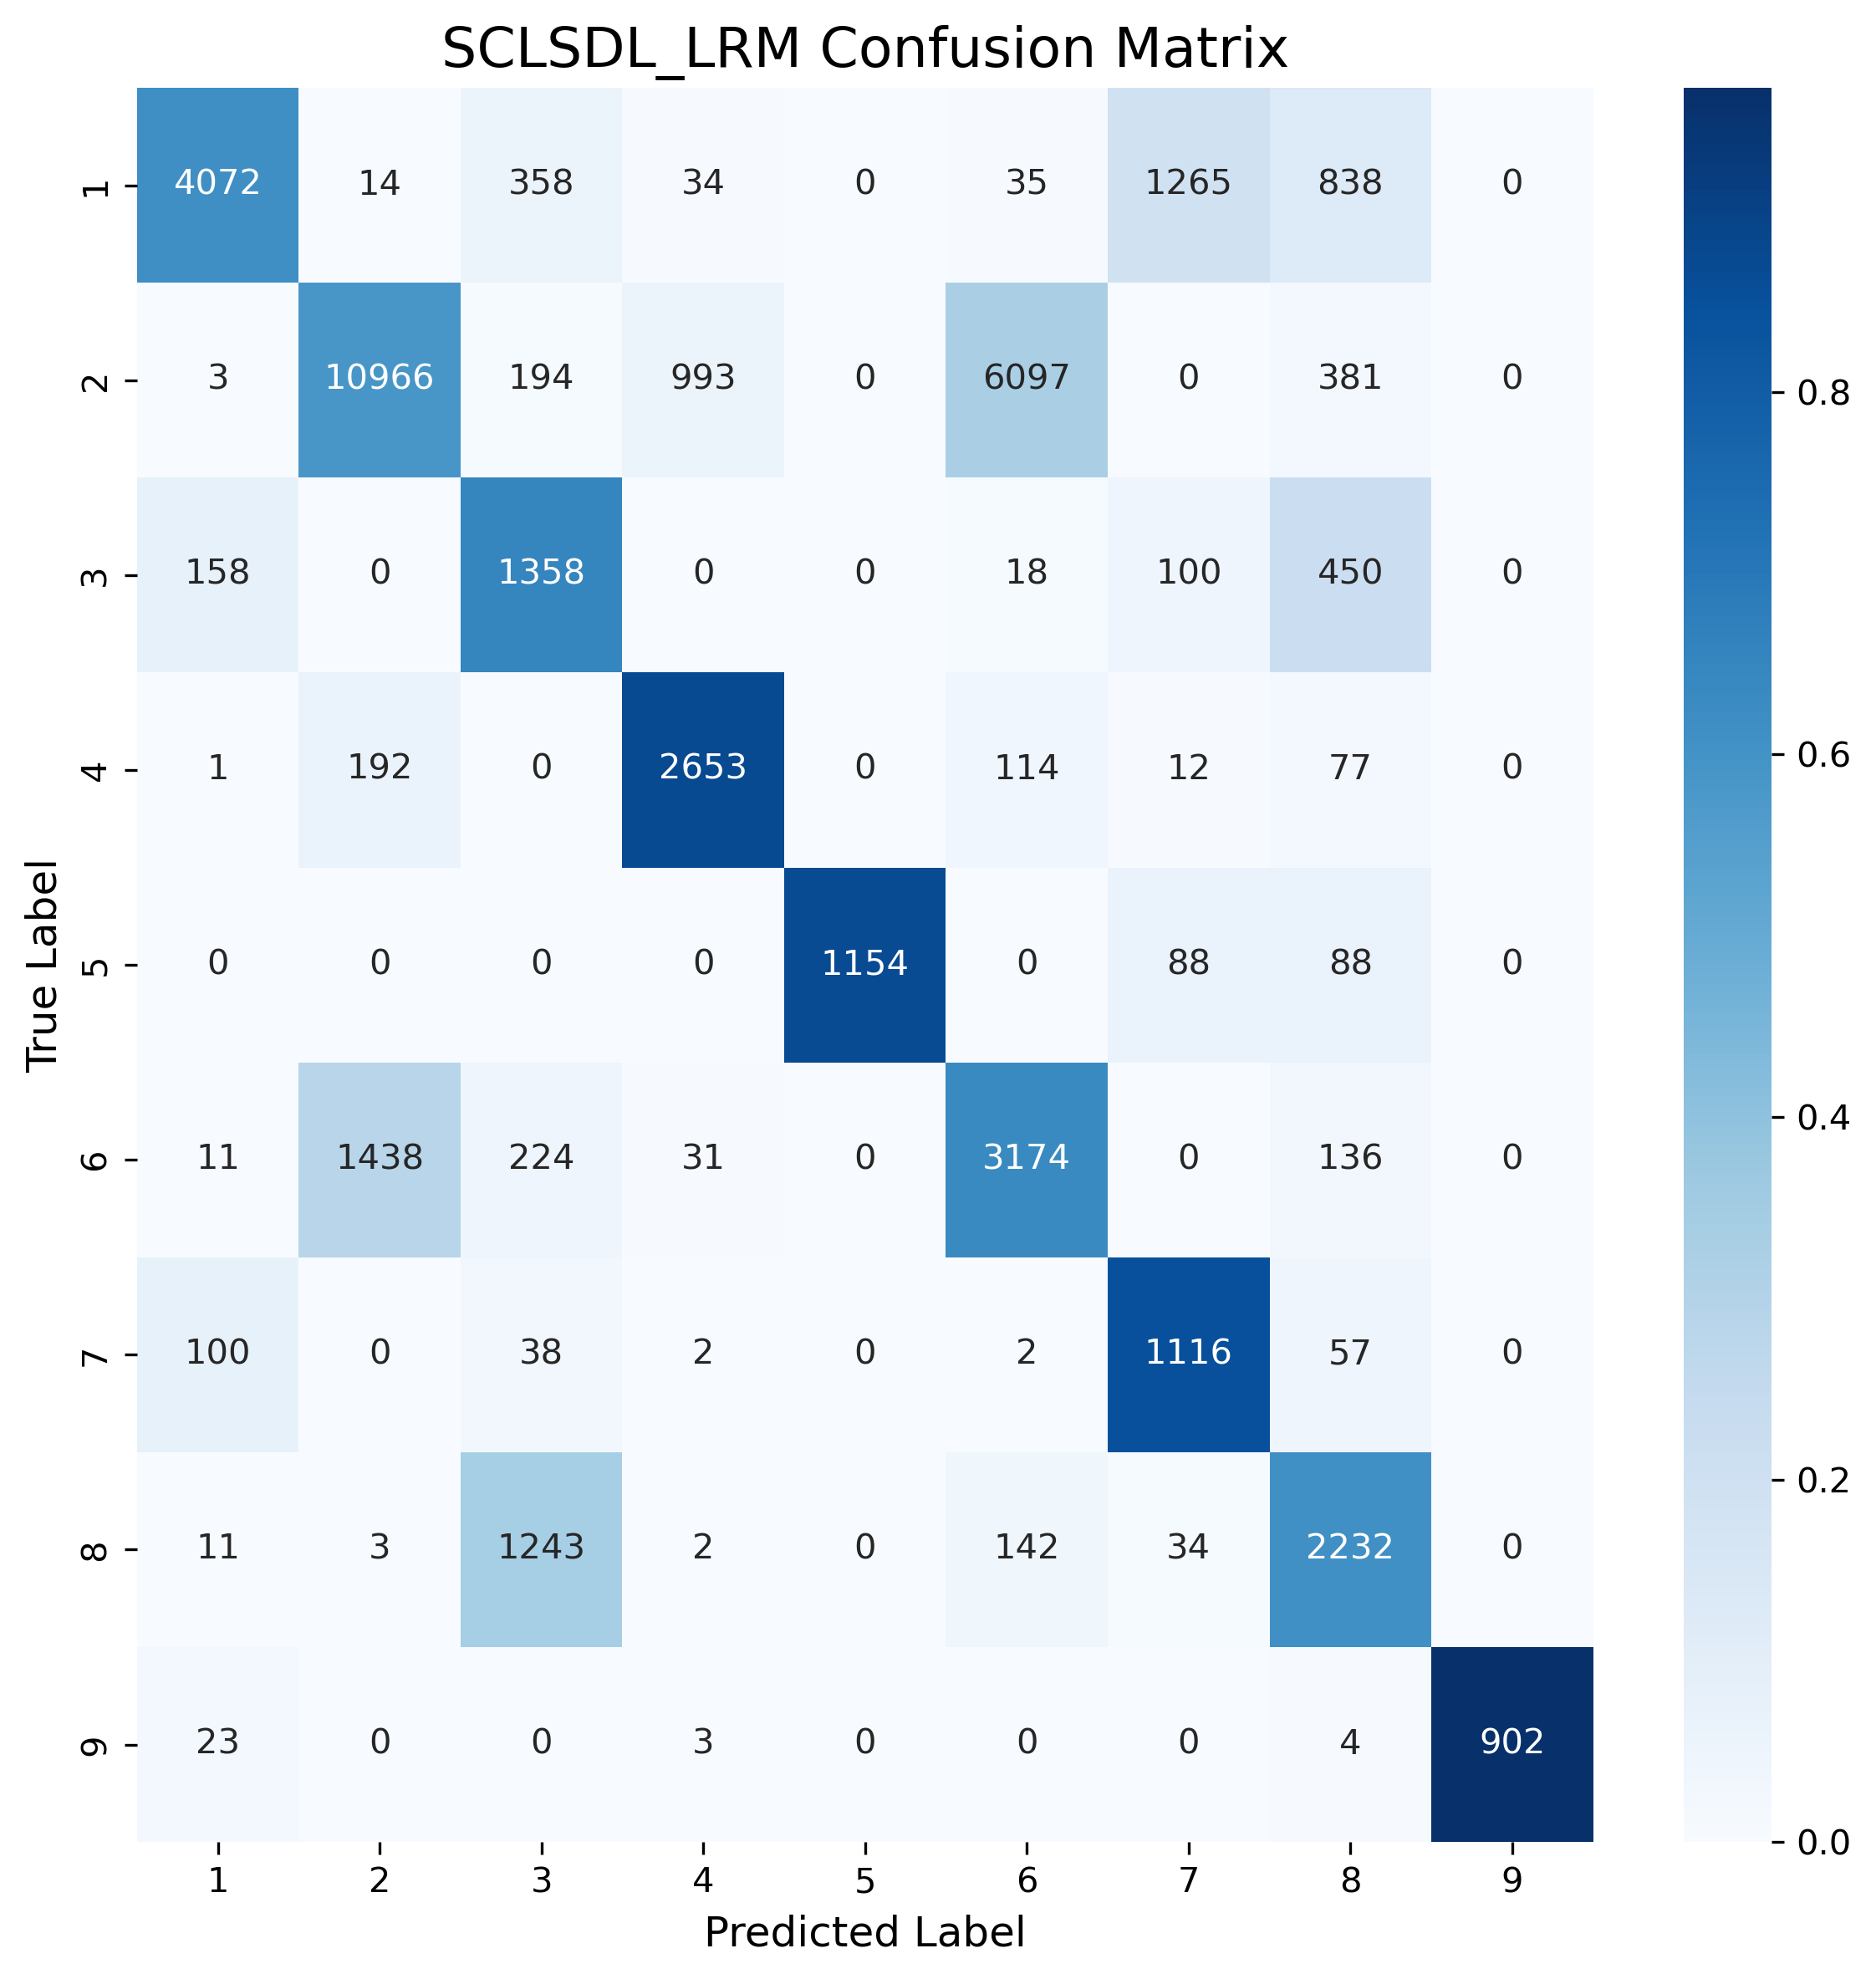 SCLSDL_LRM Confusion Matrix
1 4072 14 358 34 0 35 1265 838 0
2 3 10966 194 993 0 6097 0 381 0
3 158 0 1358 0 0 18 100 450 0
4 1 192 0 2653 0 114 12 77 0
5 0 0 0 0 1154 0 88 88 0
6 11 1438 224 31 0 3174 0 136 0
7 100 0 38 2 0 2 1116 57 0
8 11 3 1243 2 0 142 34 2232 0
9 23 0 0 3 0 0 0 4 902
1 2 3 4 5 6 7 8 9
Predicted Label
True Label
0.8
0.6
0.4
0.2
0.0